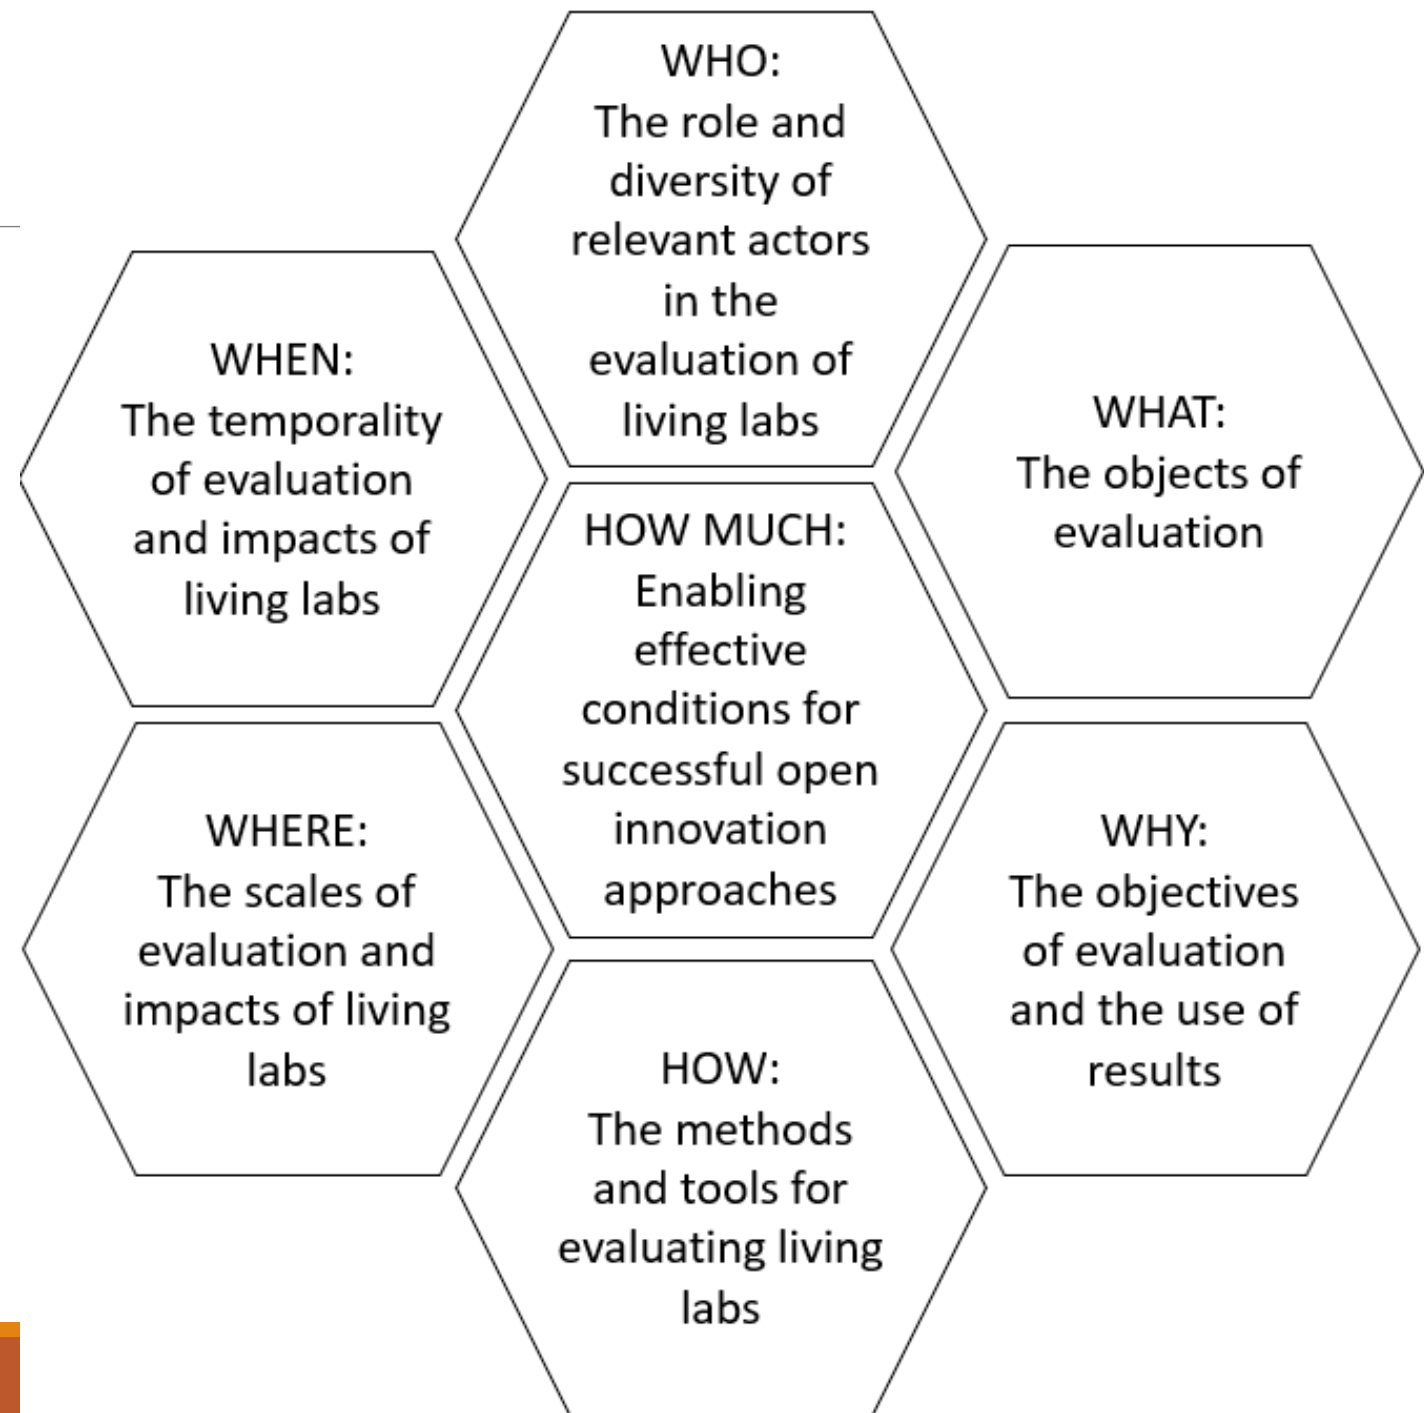 WHO:
The role and
diversity of
relevant actors
in the
evaluation of
living labs
WHEN:
The temporality
of evaluation
and impacts of
living labs
WHAT:
The objects of
evaluation
HOW MUCH:
Enabling
effective
conditions for
successful open
innovation
approaches
WHERE:
The scales of
evaluation and
impacts of living
labs
WHY:
The objectives
of evaluation
and the use of
results
HOW:
The methods
and tools for
evaluating living
labs